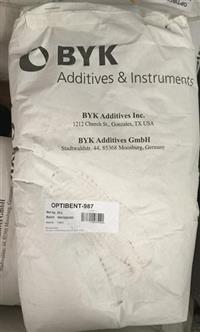 BYK
Additives & Instruments
BYK Additives Inc.
1212 Church St., Gonzales, TX USA
BYK Additives GmbH
Stadtwaldstr. 44, 85368 Moosburg, Germany
OPTIBENT-987